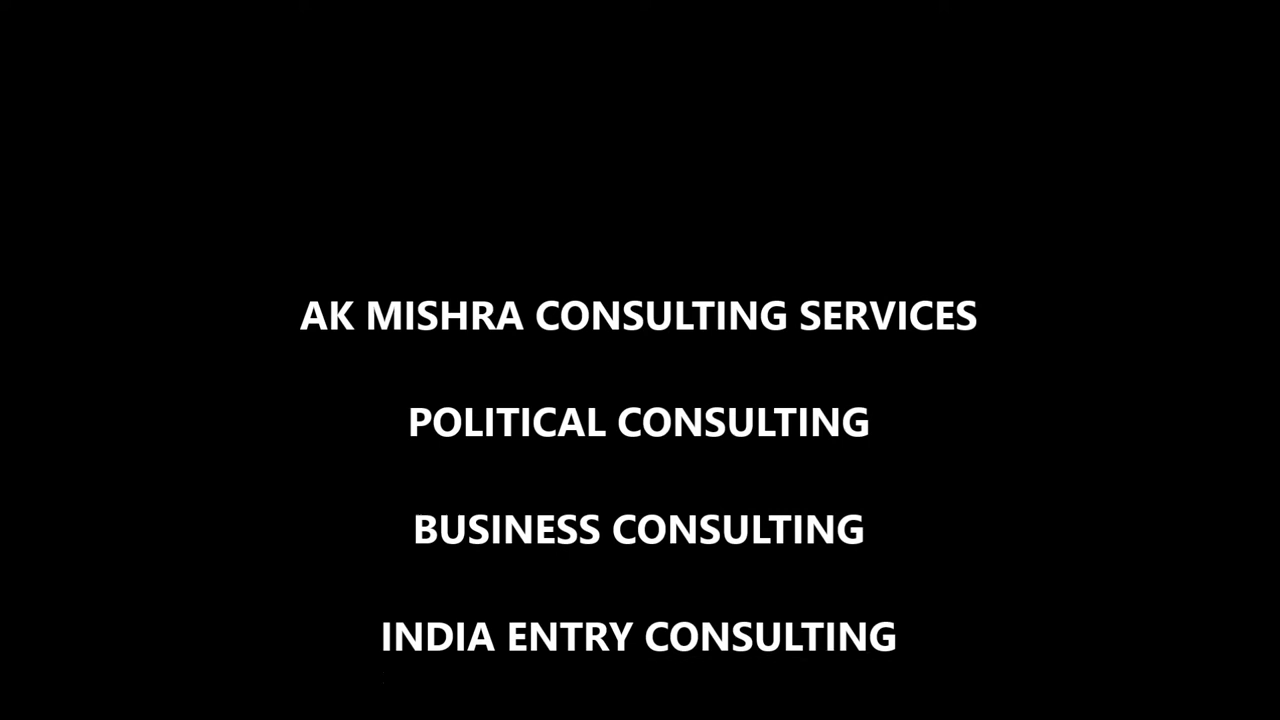 AK MISHRA CONSULTING SERVICES
POLITICAL CONSULTING
BUSINESS CONSULTING
INDIA ENTRY CONSULTING